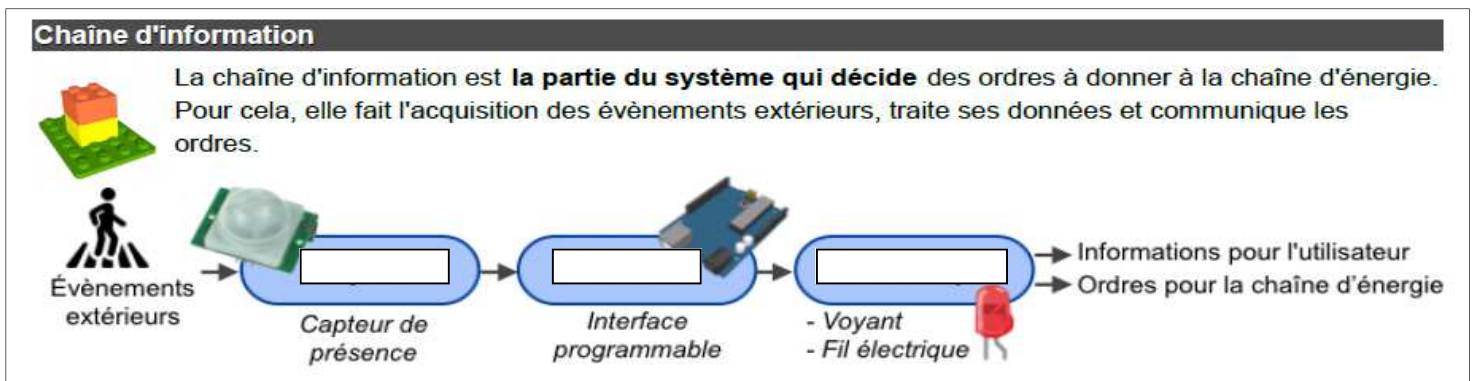 Chaîne d'information
La chaîne d'information est la partie du système qui décide des ordres à donner à la chaîne d'énergie.
Pour cela, elle fait l'acquisition des évènements extérieurs, traite ses données et communique les
ordres.
Évènements
extérieurs
Capteur de
présence
Interface
programmable
- Voyant
- Fil électrique
Informations pour l'utilisateur
Ordres pour la chaîne d'énergie